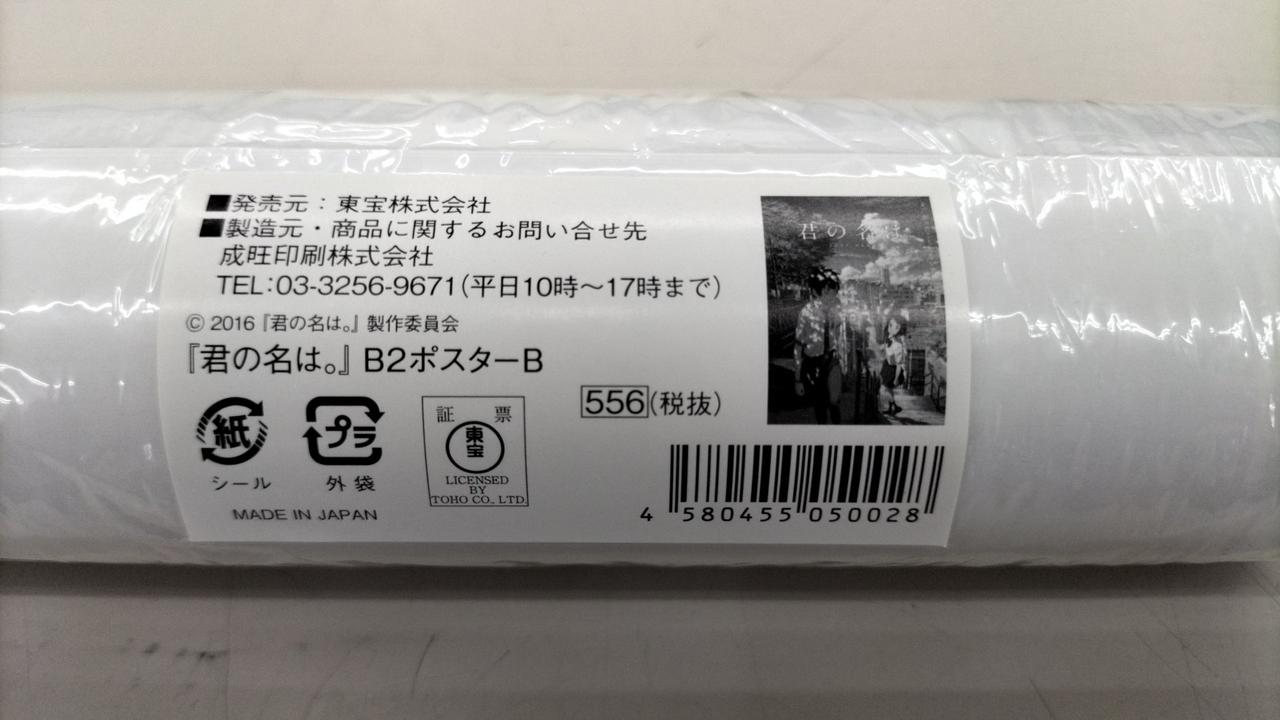 ■発売元：東宝株式会社
■製造元・商品に関するお問い合せ先
成旺印刷株式会社
TEL:03-3256-9671(平日10時～17時まで)
© 2016『君の名は。』製作委員会
『君の名は。』B2ポスターB
556(税抜)
紙
シール
プラ
外袋
証 票
東宝
LICENSED
BY
TOHO CO., LTD.
MADE IN JAPAN
君の名は。
4 580455 050028